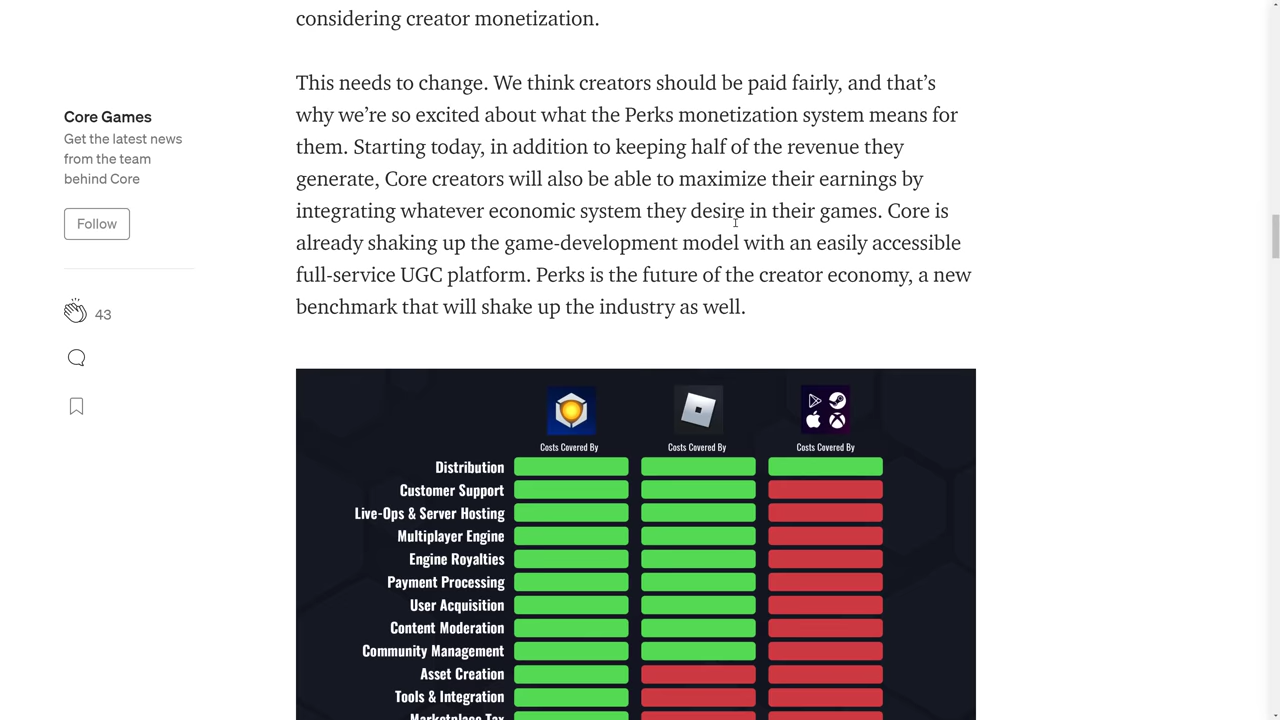 considering creator monetization.
This needs to change. We think creators should be paid fairly, and that’s
why we’re so excited about what the Perks monetization system means for
them. Starting today, in addition to keeping half of the revenue they
generate, Core creators will also be able to maximize their earnings by
integrating whatever economic system they desire in their games. Core is
already shaking up the game-development model with an easily accessible
full-service UGC platform. Perks is the future of the creator economy, a new
benchmark that will shake up the industry as well.
Core Games
Get the latest news
from the team
behind Core
Follow
43
Costs Covered By Costs Covered By Costs Covered By
Distribution
Customer Support
Live-Ops & Server Hosting
Multiplayer Engine
Engine Royalties
Payment Processing
User Acquisition
Content Moderation
Community Management
Asset Creation
Tools & Integration
Marketplace Tax